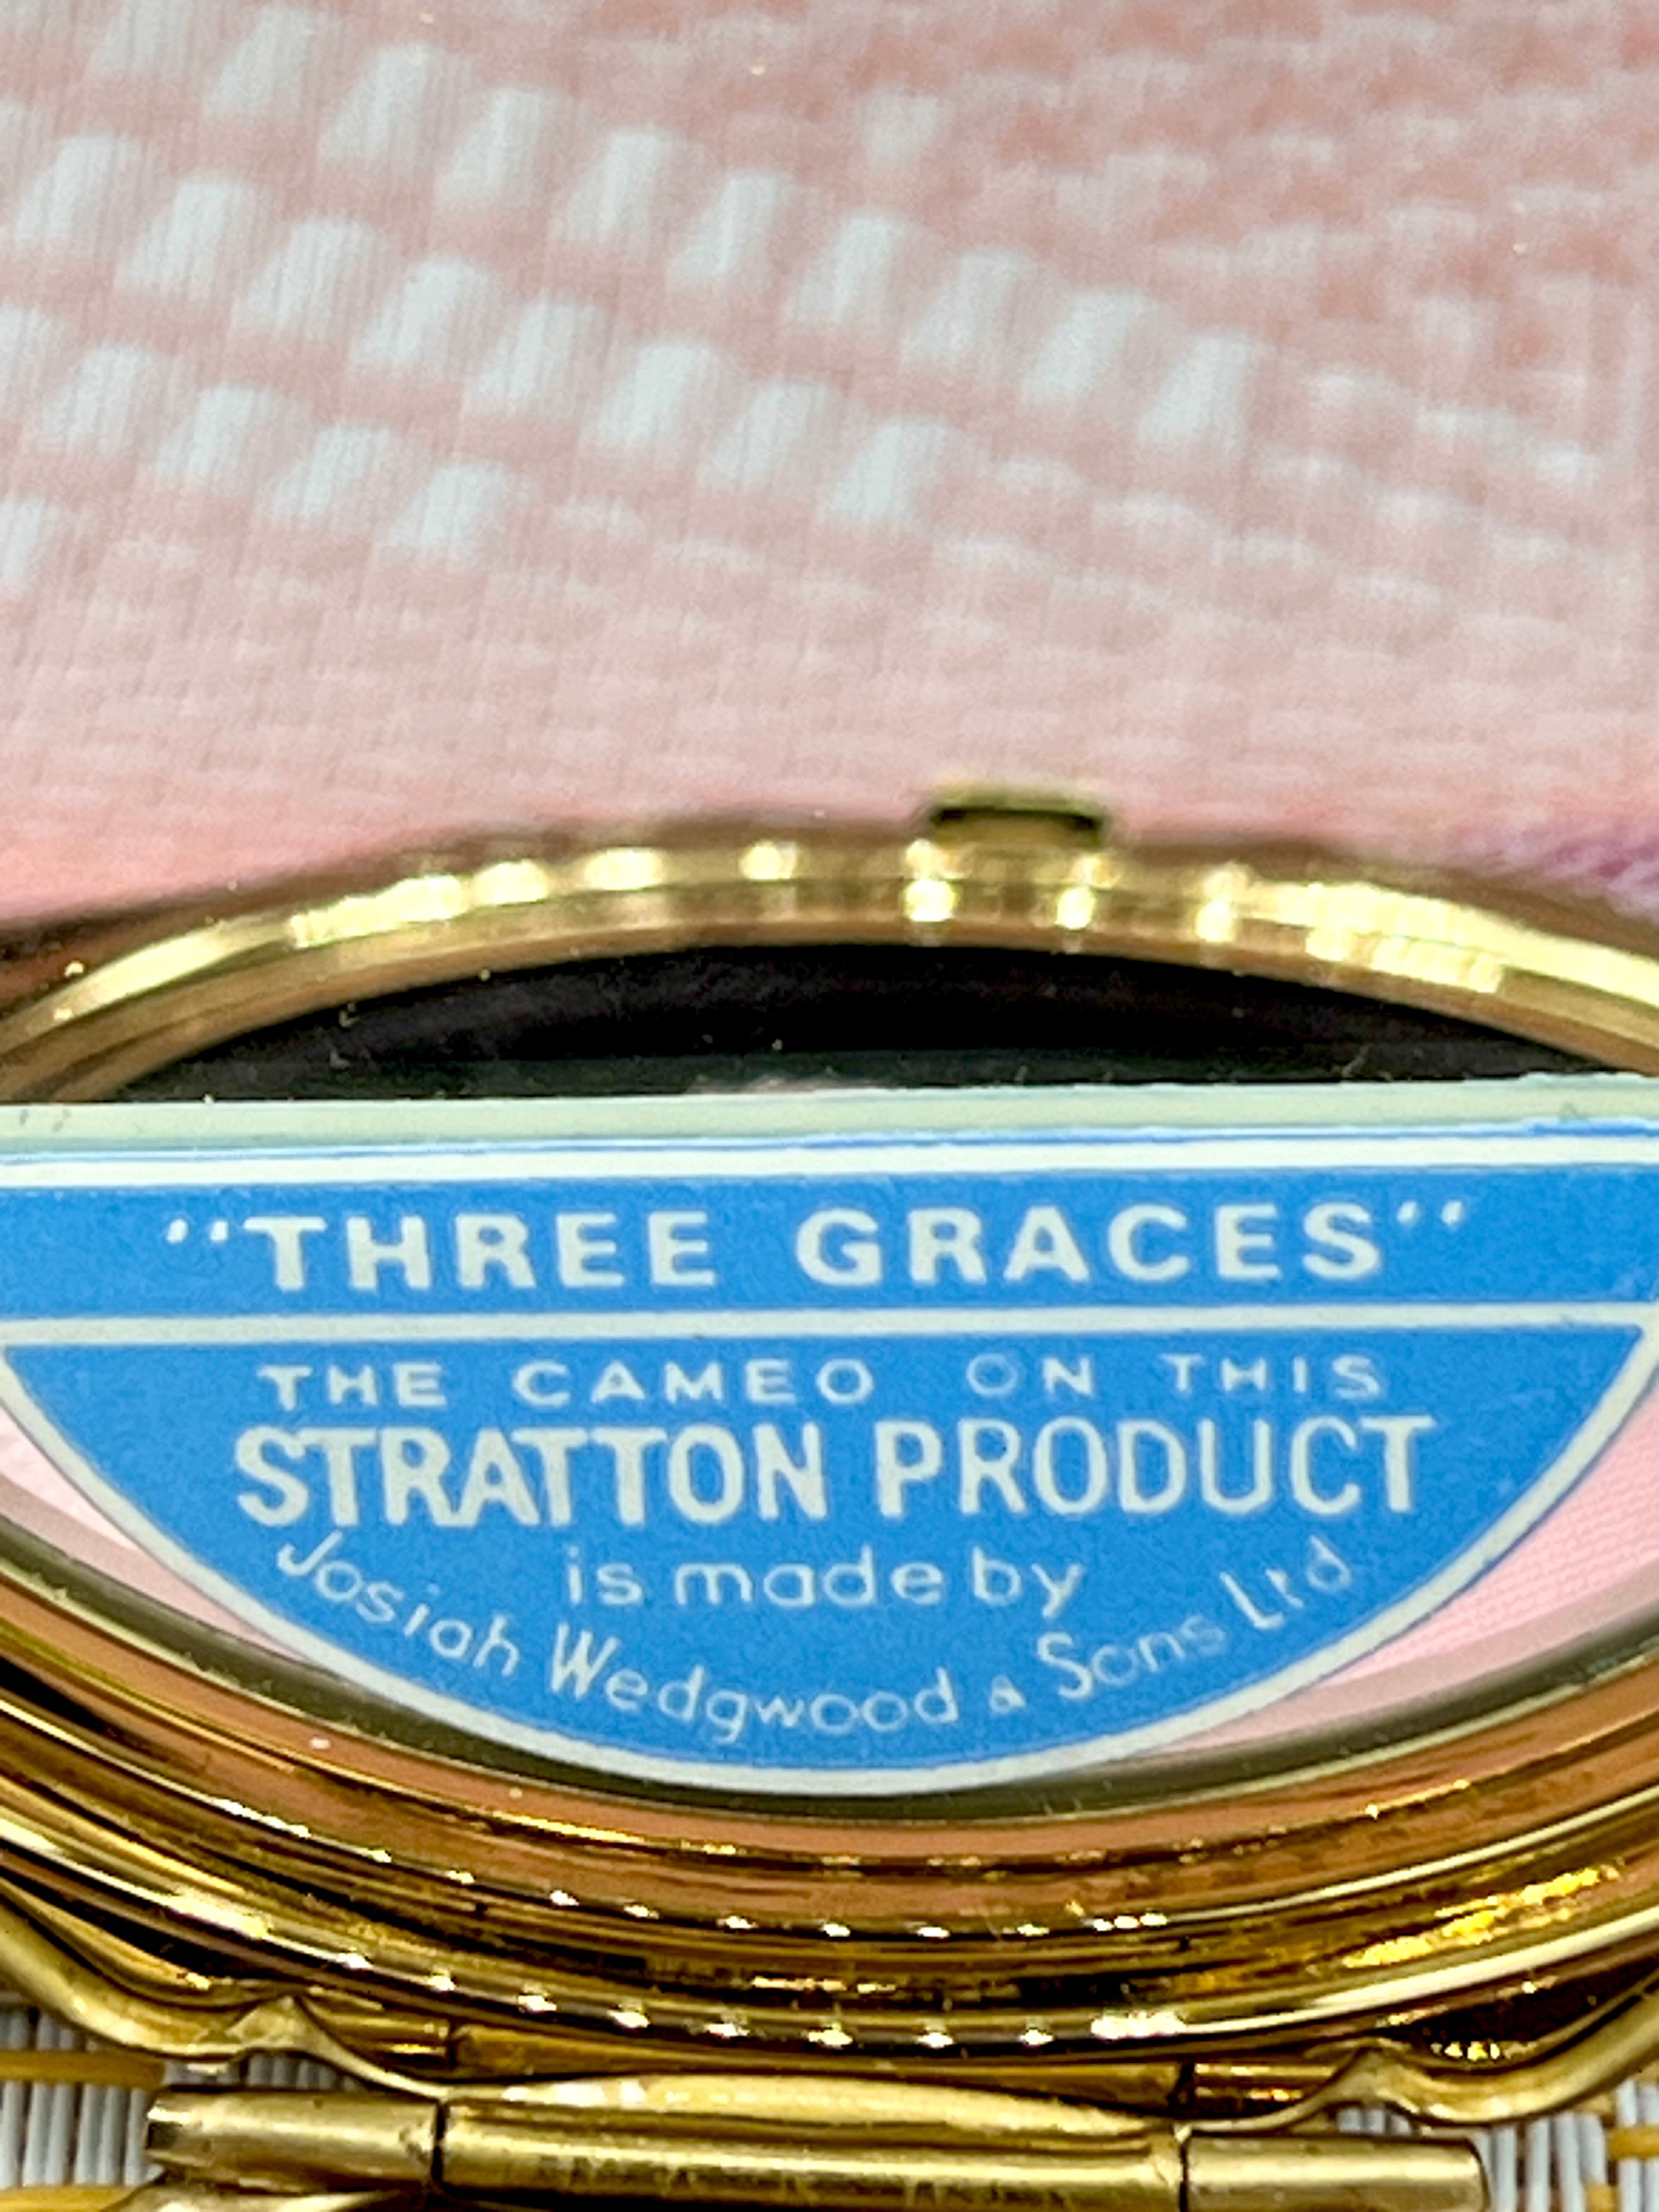 “THREE GRACES“
THE CAMEO ON THIS
STRATTON PRODUCT
is made by
Josiah Wedgwood & Sons Ltd